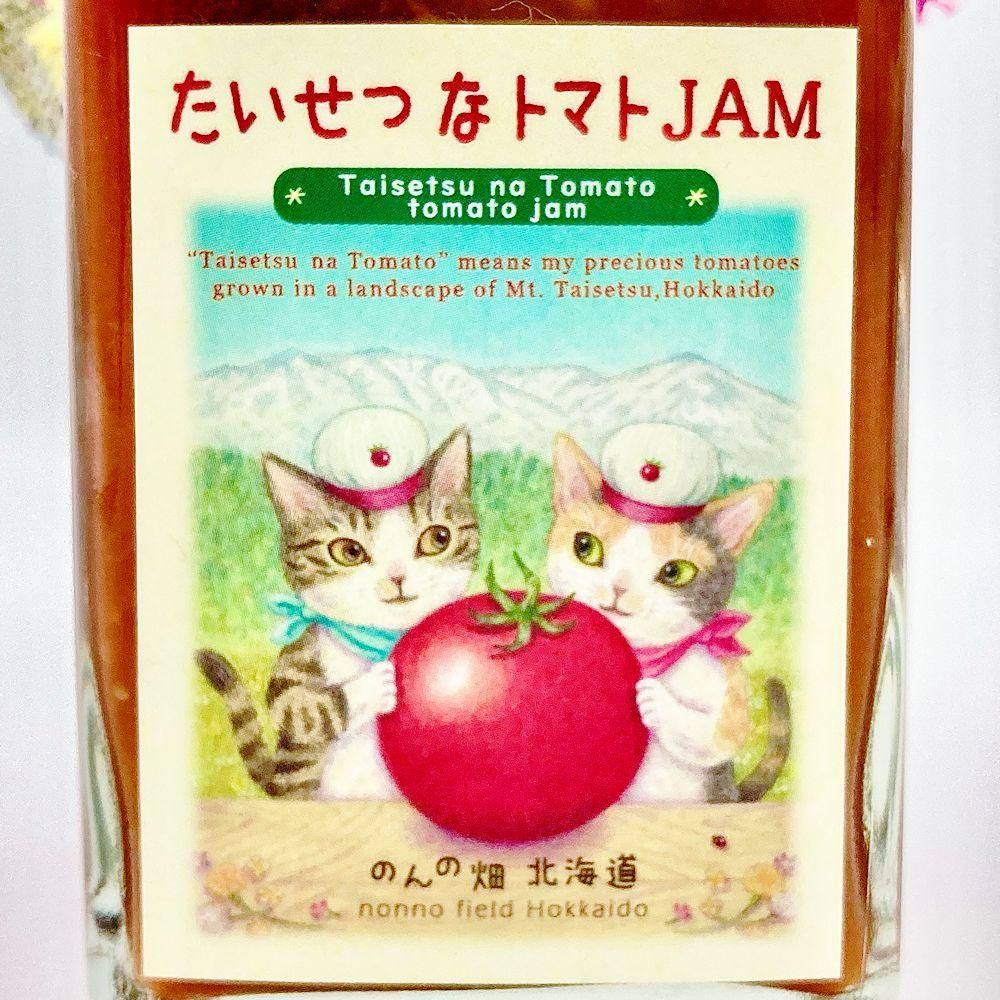 たいせつなトマトJAM
Taisetsu na Tomato
tomato jam
“Taisetsu na Tomato” means my precious tomatoes
grown in a landscape of Mt. Taisetsu,Hokkaido
のんの畑 北海道
nonno field Hokkaido